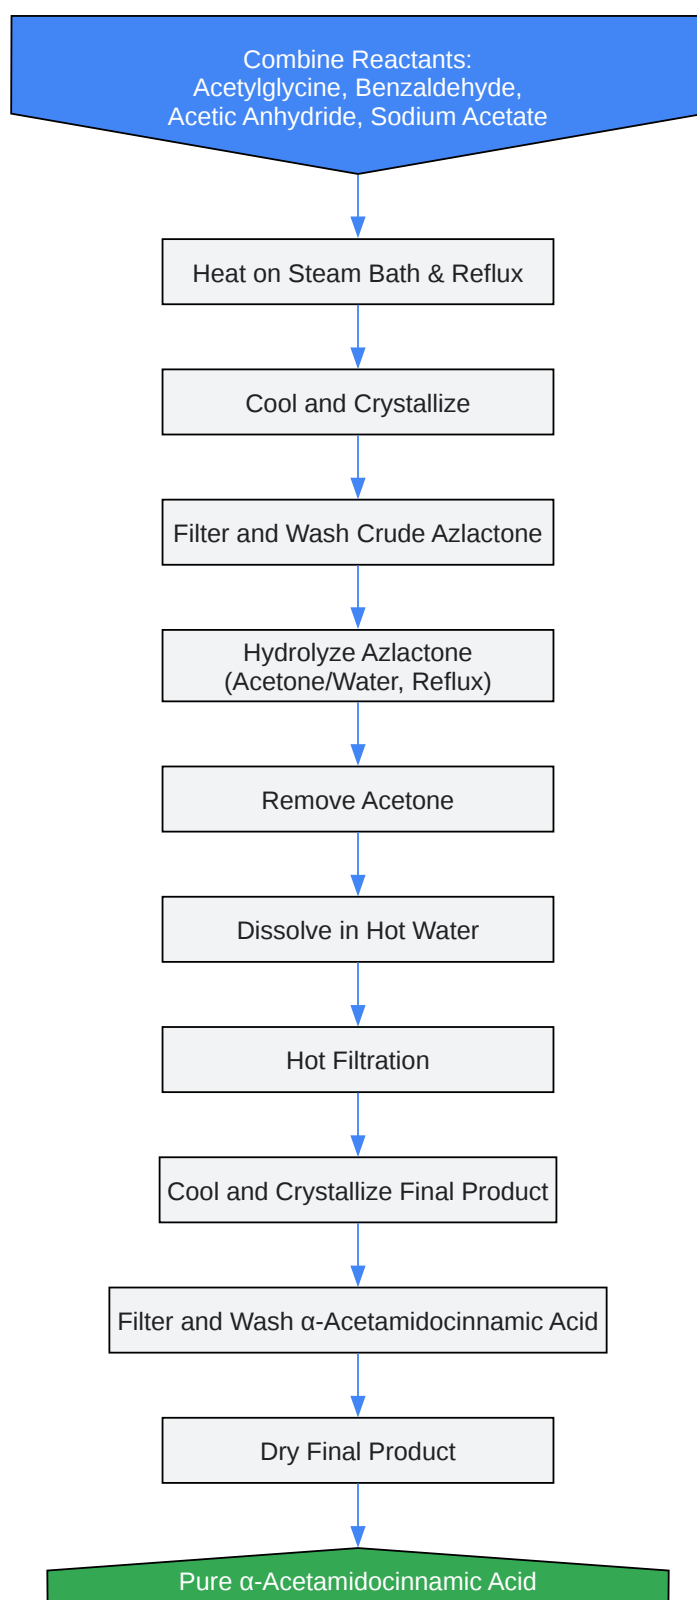 Combine Reactants:
Acetylglycine, Benzaldehyde,
Acetic Anhydride, Sodium Acetate
Heat on Steam Bath & Reflux
Cool and Crystallize
Filter and Wash Crude Azlactone
Hydrolyze Azlactone
(Acetone/Water, Reflux)
Remove Acetone
Dissolve in Hot Water
Hot Filtration
Cool and Crystallize Final Product
Filter and Wash α-Acetamidocinnamic Acid
Dry Final Product
Pure α-Acetamidocinnamic Acid